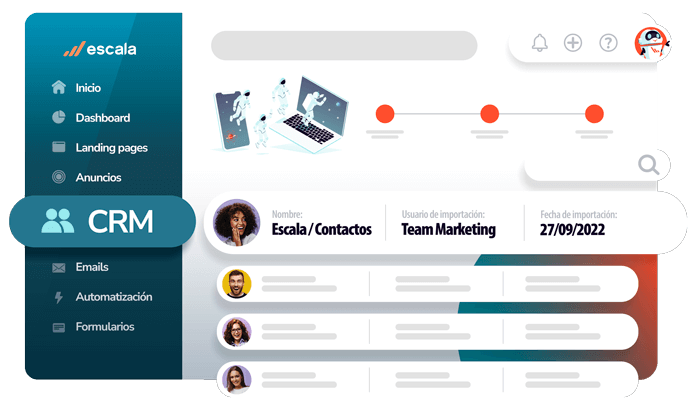 escala
Inicio
Dashboard
Landing pages
Anuncios
CRM
Emails
Automatización
Formularios
Nombre:
Escala / Contactos
Usuario de importación:
Team Marketing
Fecha de importación:
27/09/2022